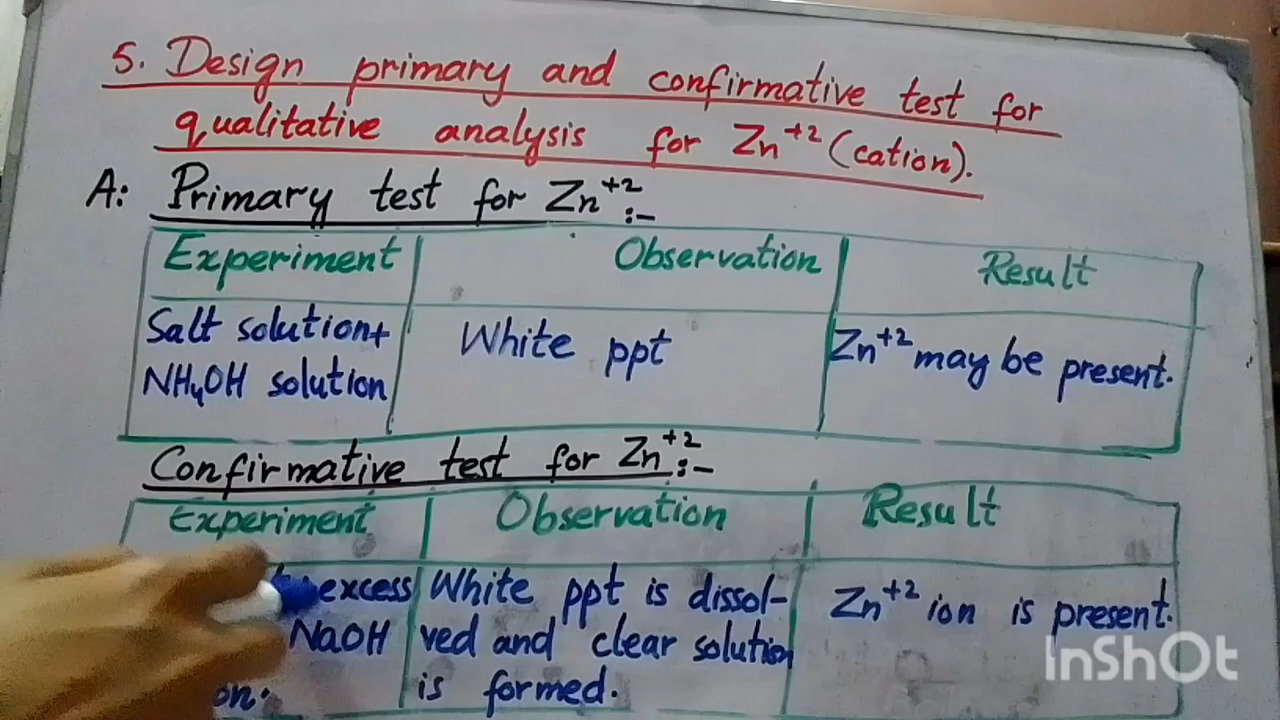 5. Design primary and confirmative test for
qualitative analysis for Zn+2 (cation).
A: Primary test for Zn+2 :-
Experiment Observation Result
Salt solution+ White ppt Zn+2 may be present.
NH4OH solution
Confirmative test for Zn+2 :-
Experiment Observation Result
excess White ppt is dissol- Zn+2 ion is present.
NaOH ved and clear solution
on. is formed.
InShOt